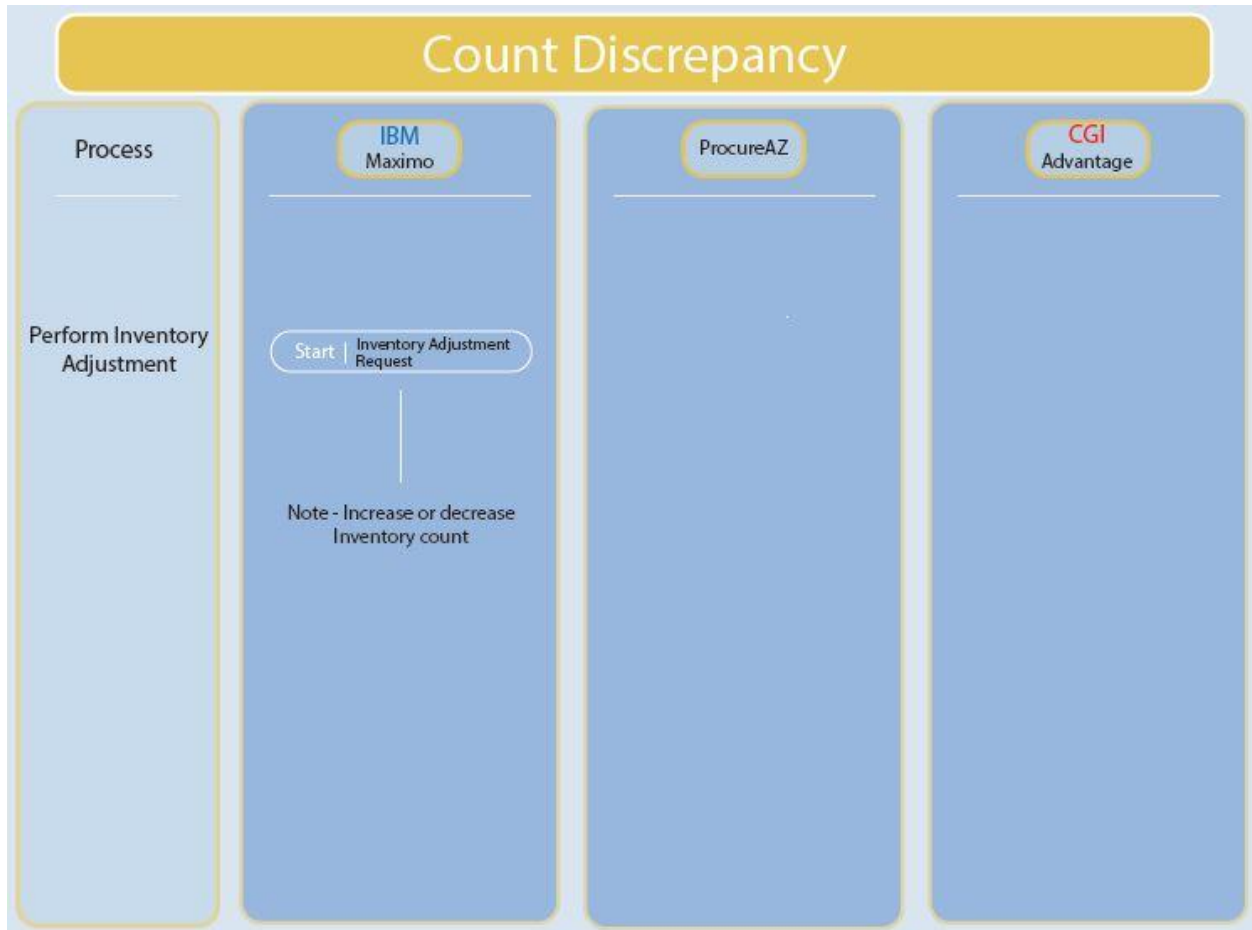 Count Discrepancy
Process
IBM
Maximo
ProcureAZ
CGI
Advantage
Perform Inventory
Adjustment
Start | Inventory Adjustment
Request
Note - Increase or decrease
Inventory count